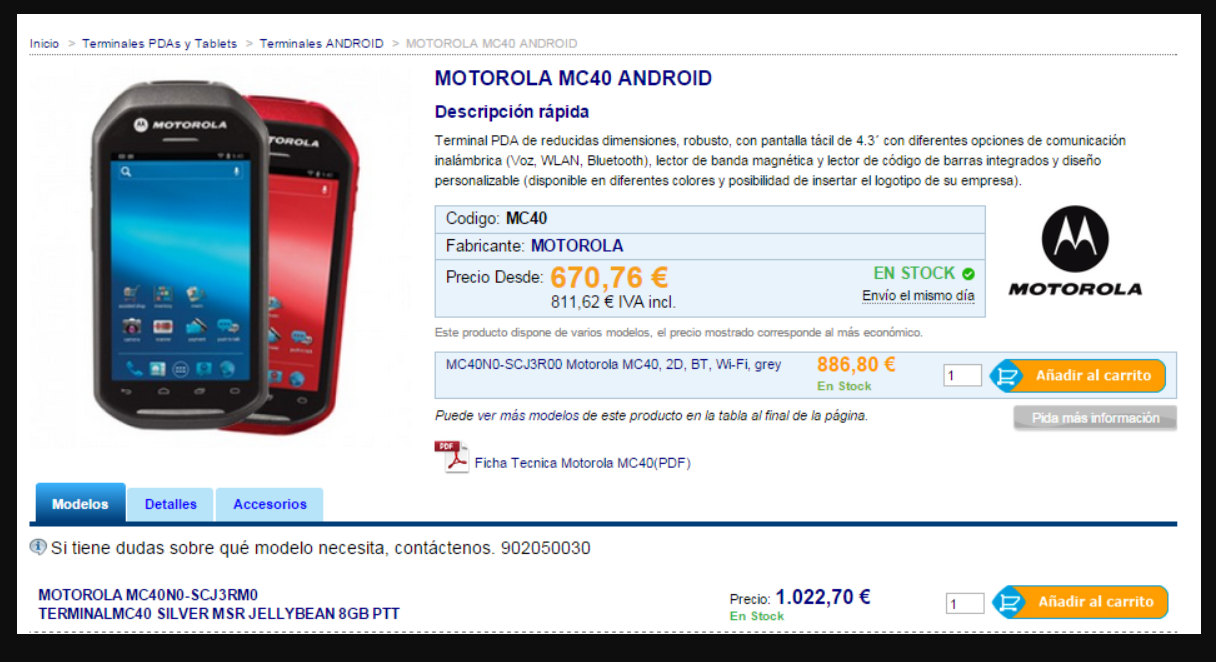 Inicio > Terminales PDAs y Tablets > Terminales ANDROID > MOTOROLA MC40 ANDROID
MOTOROLA MC40 ANDROID
Descripción rápida
Terminal PDA de reducidas dimensiones, robusto, con pantalla tácil de 4.3´ con diferentes opciones de comunicación
inalámbrica (Voz, WLAN, Bluetooth), lector de banda magnética y lector de código de barras integrados y diseño
personalizable (disponible en diferentes colores y posibilidad de insertar el logotipo de su empresa).
MOTOROLA
TOROLA
Codigo: MC40
Fabricante: MOTOROLA
Precio Desde: 670,76 € EN STOCK
811,62 € IVA incl. Envío el mismo día
MOTOROLA
Este producto dispone de varios modelos, el precio mostrado corresponde al más económico.
MC40N0-SCJ3R00 Motorola MC40, 2D, BT, Wi-Fi, grey 886,80 € 1 Añadir al carrito
En Stock
Puede ver más modelos de este producto en la tabla al final de la página. Pida más información
PDF Ficha Tecnica Motorola MC40(PDF)
Modelos Detalles Accesorios
Si tiene dudas sobre qué modelo necesita, contáctenos. 902050030
MOTOROLA MC40N0-SCJ3RM0 Precio: 1.022,70 € 1 Añadir al carrito
TERMINALMC40 SILVER MSR JELLYBEAN 8GB PTT En Stock